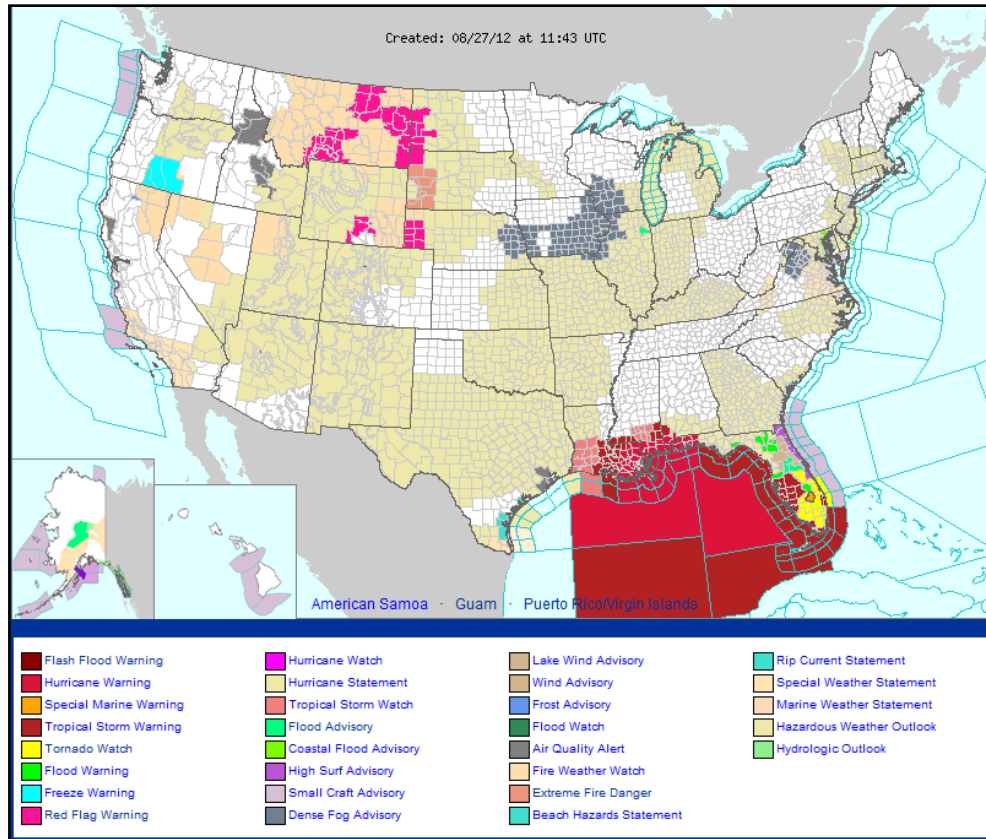 Created: 08/27/12 at 11:43 UTC
American Samoa · Guam · Puerto Rico/Virgin Islands
Flash Flood Warning
Hurricane Warning
Special Marine Warning
Tropical Storm Warning
Tornado Watch
Flood Warning
Freeze Warning
Red Flag Warning
Hurricane Watch
Hurricane Statement
Tropical Storm Watch
Flood Advisory
Coastal Flood Advisory
High Surf Advisory
Small Craft Advisory
Dense Fog Advisory
Lake Wind Advisory
Wind Advisory
Frost Advisory
Flood Watch
Air Quality Alert
Fire Weather Watch
Extreme Fire Danger
Beach Hazards Statement
Rip Current Statement
Special Weather Statement
Marine Weather Statement
Hazardous Weather Outlook
Hydrologic Outlook